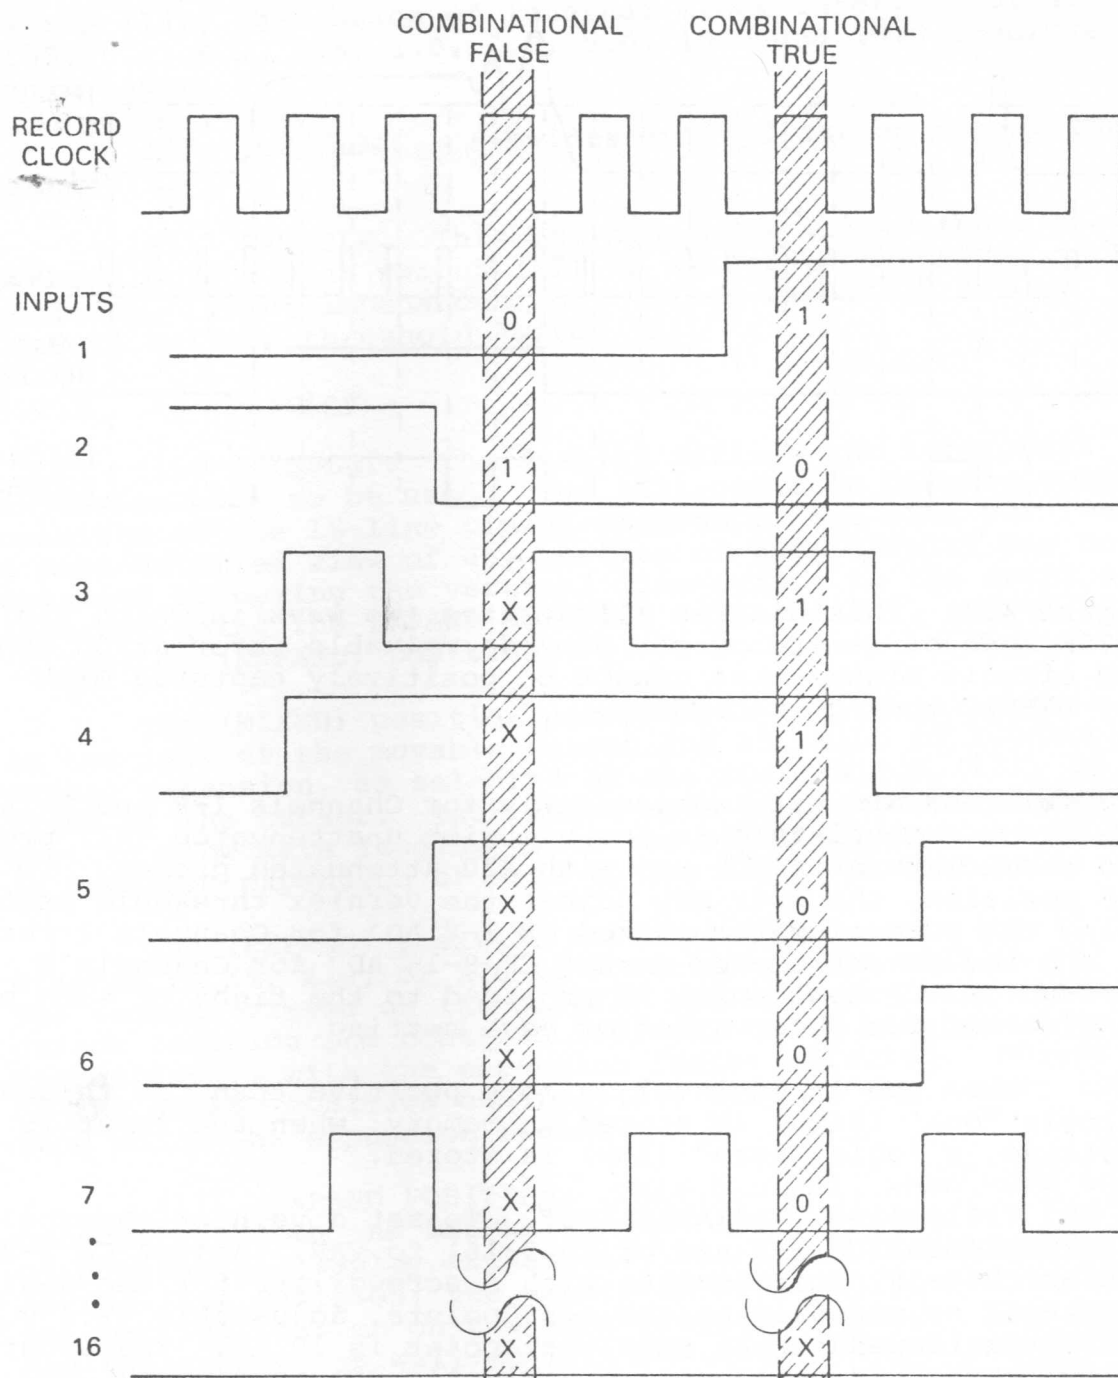 COMBINATIONAL FALSE
COMBINATIONAL TRUE
RECORD CLOCK
INPUTS
1 0 1
2 1 0
3 X 1
4 X 1
5 X 0
6 X 0
7 X 0
16 X X